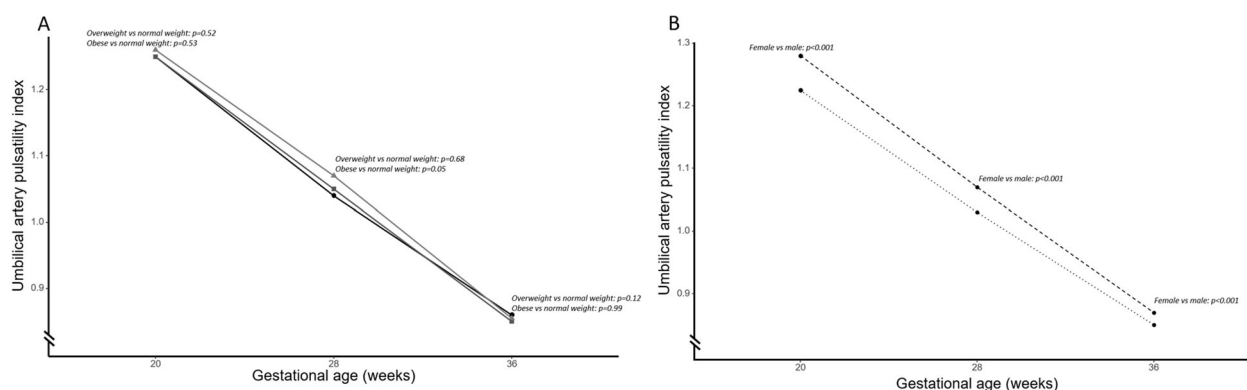 A
Overweight vs normal weight: p=0.52
Obese vs normal weight: p=0.53
1.2
Overweight vs normal weight: p=0.68
Obese vs normal weight: p=0.05
1.1
1.0
0.9
Overweight vs normal weight: p=0.12
Obese vs normal weight: p=0.99
Umbilical artery pulsatility index
20
28
36
Gestational age (weeks)
B
1.3
Female vs male: p<0.001
1.2
1.1
Female vs male: p<0.001
1.0
0.9
Female vs male: p<0.001
Umbilical artery pulsatility index
20
28
36
Gestational age (weeks)